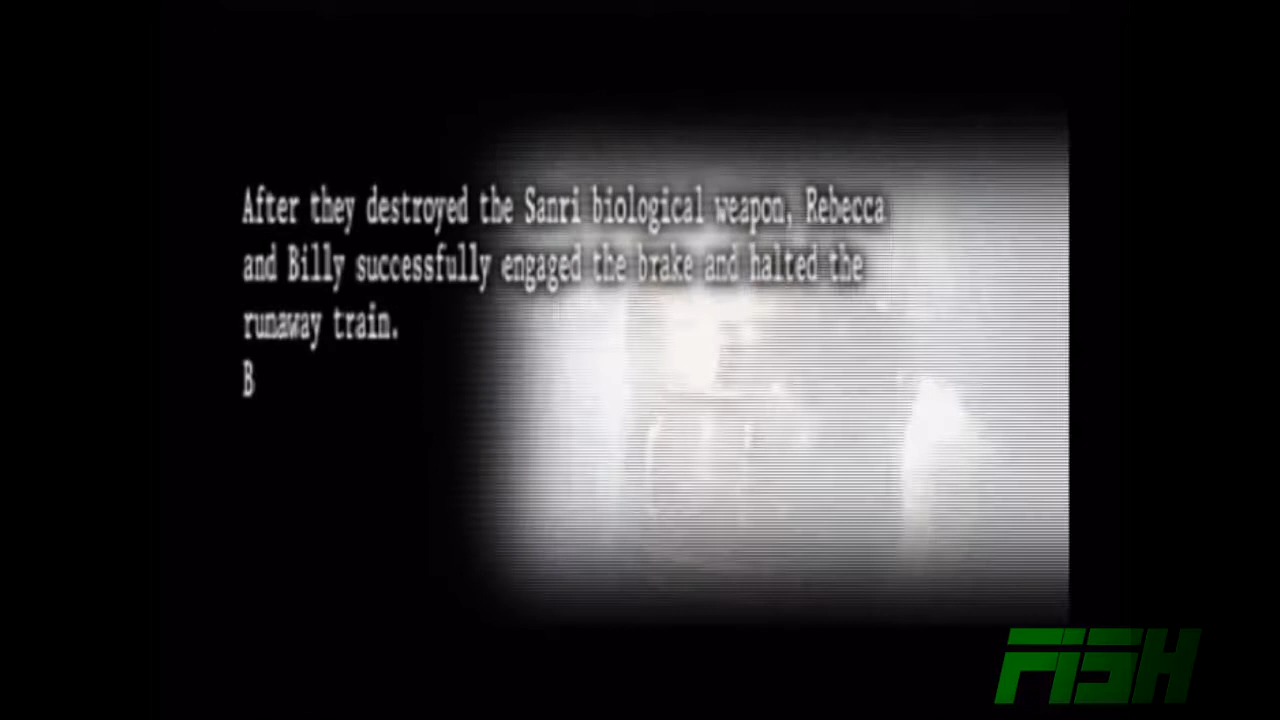 After they destroyed the Sanri biological weapon, Rebecca
and Billy successfully engaged the brake and halted the
runaway train.
B
FISH